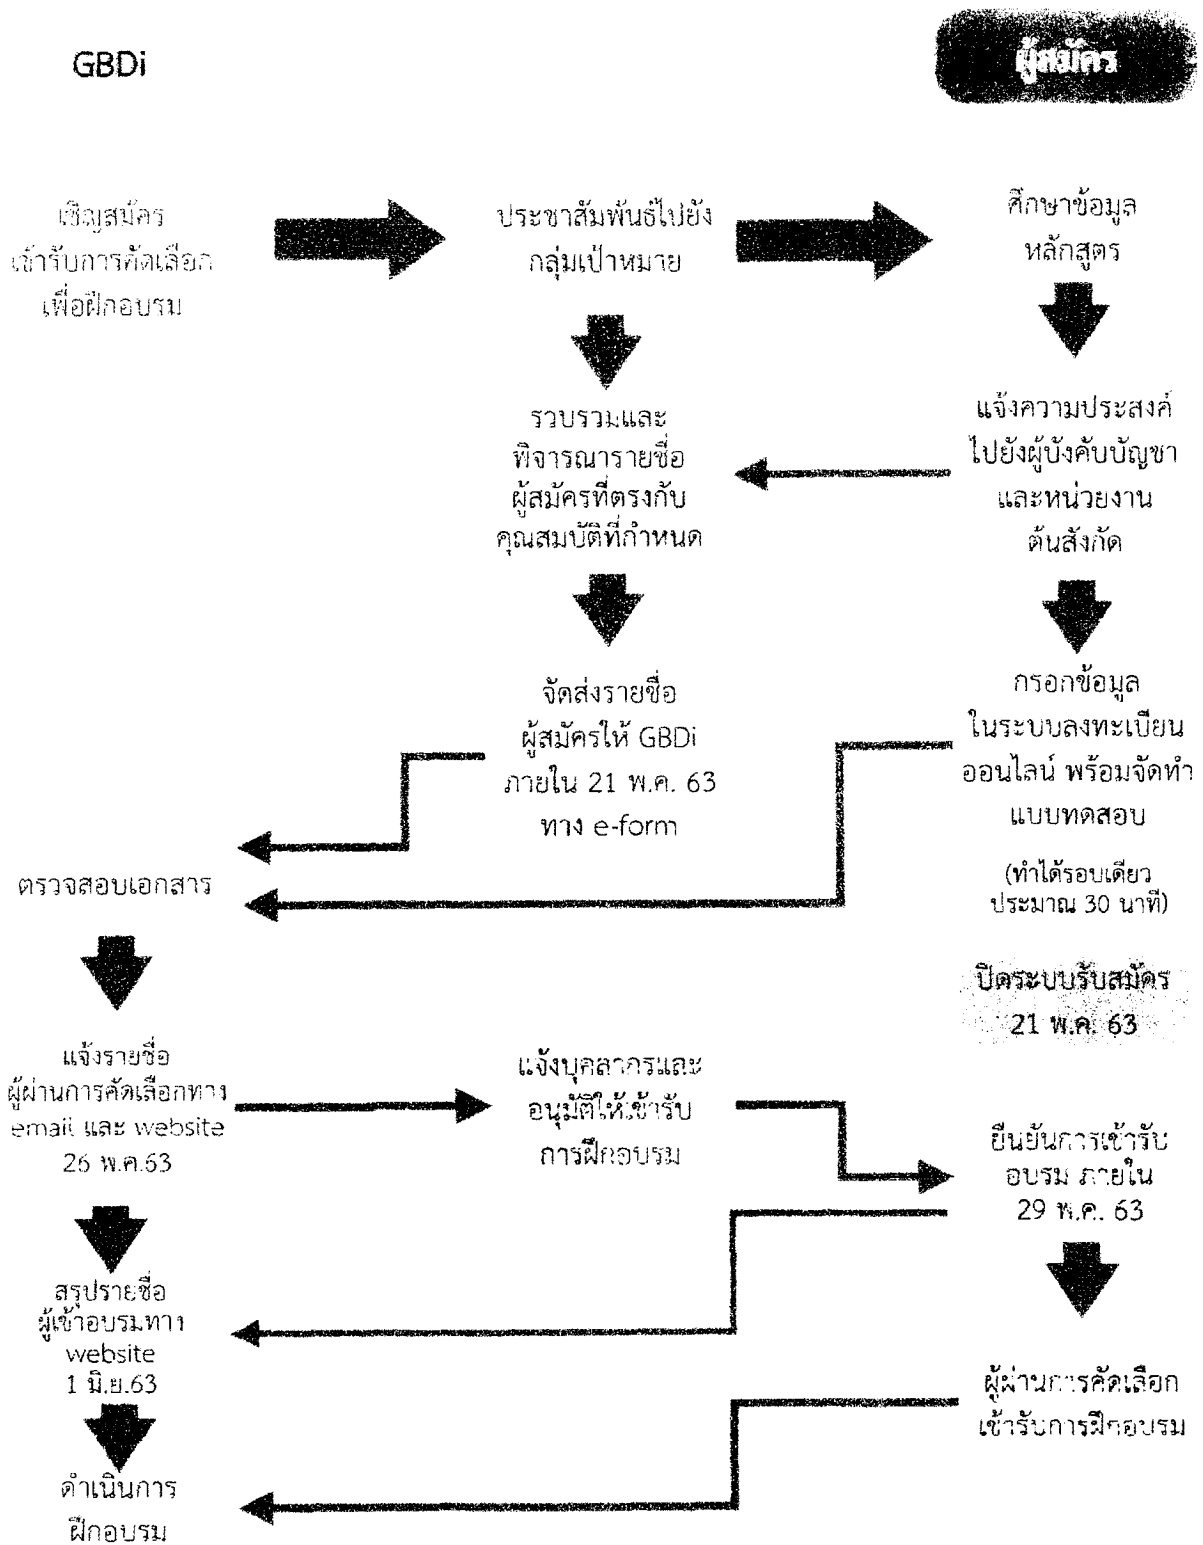 GBDi
ผู้สมัคร
เชิญสมัคร
เข้ารับการคัดเลือก
เพื่อฝึกอบรม
ประชาสัมพันธ์ไปยัง
กลุ่มเป้าหมาย
ศึกษาข้อมูล
หลักสูตร
รวบรวมและ
พิจารณารายชื่อ
ผู้สมัครที่ตรงกับ
คุณสมบัติที่กำหนด
แจ้งความประสงค์
ไปยังผู้บังคับบัญชา
และหน่วยงาน
ต้นสังกัด
จัดส่งรายชื่อ
ผู้สมัครให้ GBDi
ภายใน 21 พ.ค. 63
ทาง e-form
กรอกข้อมูล
ในระบบลงทะเบียน
ออนไลน์ พร้อมจัดทำ
แบบทดสอบ
(ทำได้รอบเดียว
ประมาณ 30 นาที)
ตรวจสอบเอกสาร
ปิดระบบรับสมัคร
21 พ.ค. 63
แจ้งรายชื่อ
ผู้ผ่านการคัดเลือกทาง
email และ website
26 พ.ค.63
แจ้งบุคลากรและ
อนุมัติให้เข้ารับ
การฝึกอบรม
ยืนยันการเข้ารับ
อบรม ภายใน
29 พ.ค. 63
สรุปรายชื่อ
ผู้เข้าอบรมทาง
website
1 มิ.ย.63
ผู้ผ่านการคัดเลือก
เข้ารับการฝึกอบรม
ดำเนินการ
ฝึกอบรม